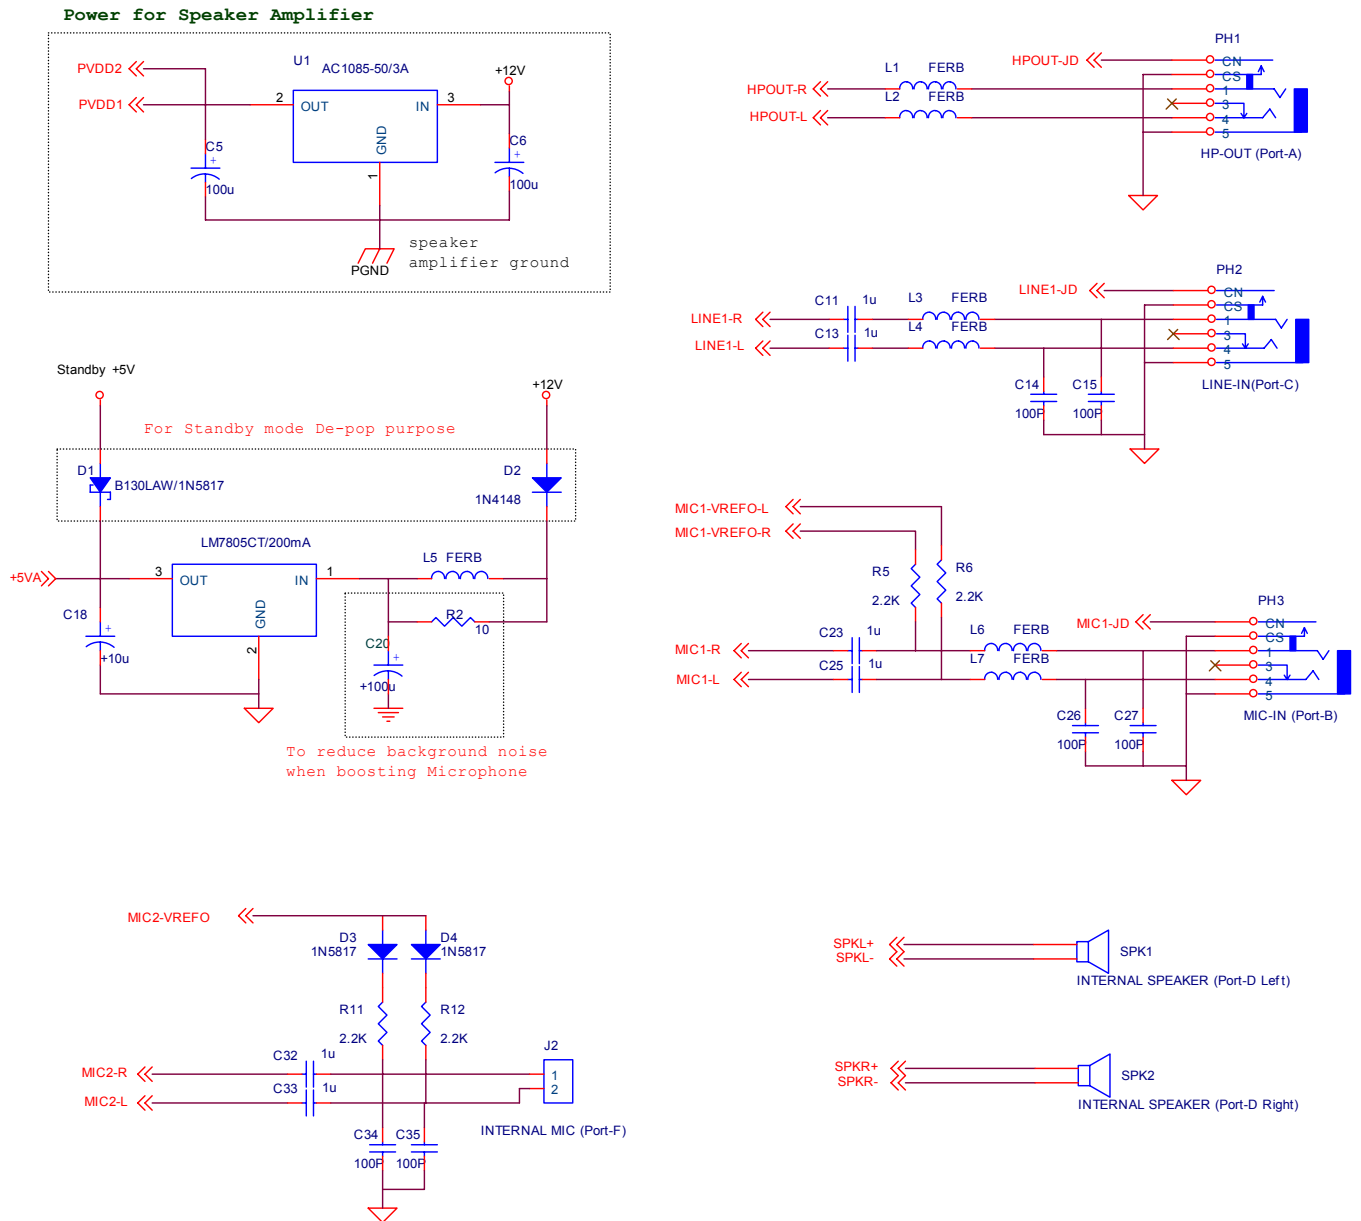 Power for Speaker Amplifier
U1
AC1085-50/3A
PVDD2
+12V
PVDD1
2
OUT
IN
3
GND
1
C5
+
100u
C6
+
100u
PGND
speaker
amplifier ground
Standby +5V
+12V
For Standby mode De-pop purpose
D1
B130LAW/1N5817
D2
1N4148
LM7805CT/200mA
L5 FERB
+5VA
3
OUT
IN
1
GND
2
C18
+
+10u
R2
10
C20
+
+100u
To reduce background noise
when boosting Microphone
MIC2-VREFO
D3
1N5817
D4
1N5817
R11
2.2K
R12
2.2K
C32
1u
MIC2-R
C33
1u
MIC2-L
J2
1
2
INTERNAL MIC (Port-F)
C34
100P
C35
100P
PH1
HPOUT-JD
CN
CS
1
3
4
5
L1 FERB
HPOUT-R
L2 FERB
HPOUT-L
HP-OUT (Port-A)
PH2
LINE1-JD
CN
CS
1
3
4
5
C11 1u
L3 FERB
LINE1-R
C13 1u
L4 FERB
LINE1-L
C14
100P
C15
100P
LINE-IN(Port-C)
MIC1-VREFO-L
MIC1-VREFO-R
R5
2.2K
R6
2.2K
PH3
MIC1-JD
CN
CS
1
3
4
5
C23 1u
L6 FERB
MIC1-R
C25 1u
L7 FERB
MIC1-L
C26
100P
C27
100P
MIC-IN (Port-B)
SPKL+
SPKL-
SPK1
INTERNAL SPEAKER (Port-D Left)
SPKR+
SPKR-
SPK2
INTERNAL SPEAKER (Port-D Right)